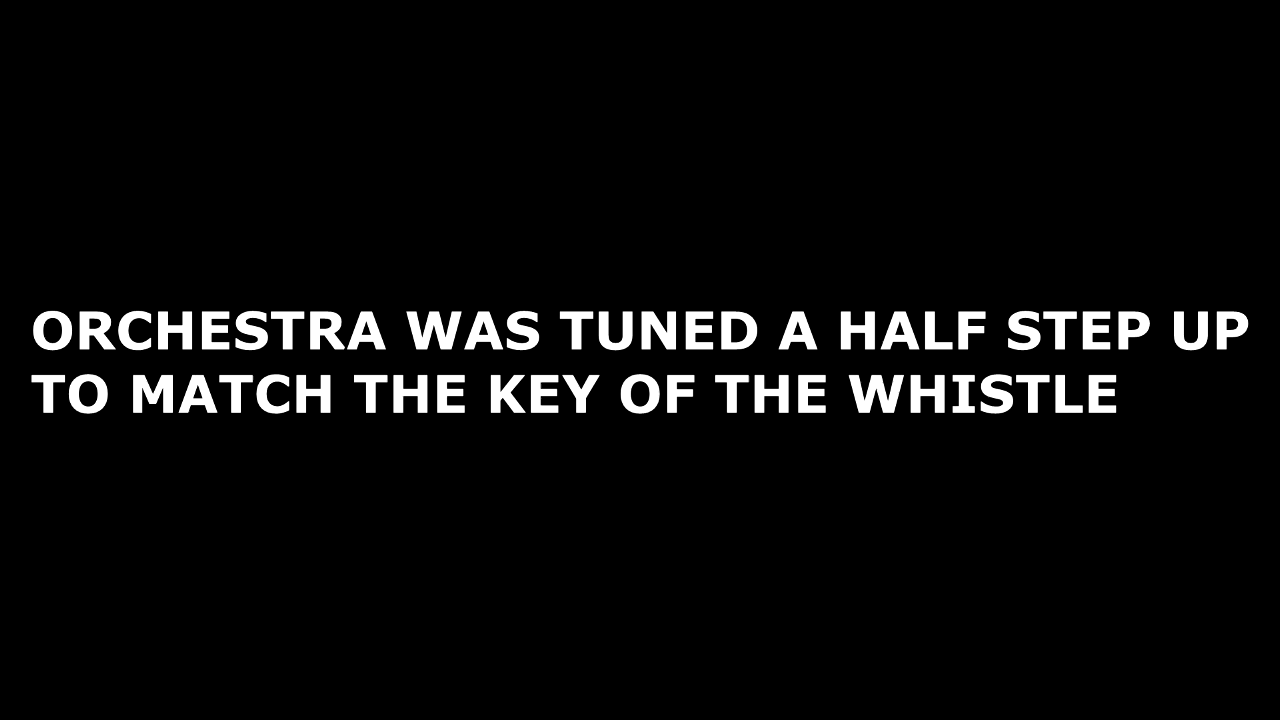 ORCHESTRA WAS TUNED A HALF STEP UP
TO MATCH THE KEY OF THE WHISTLE